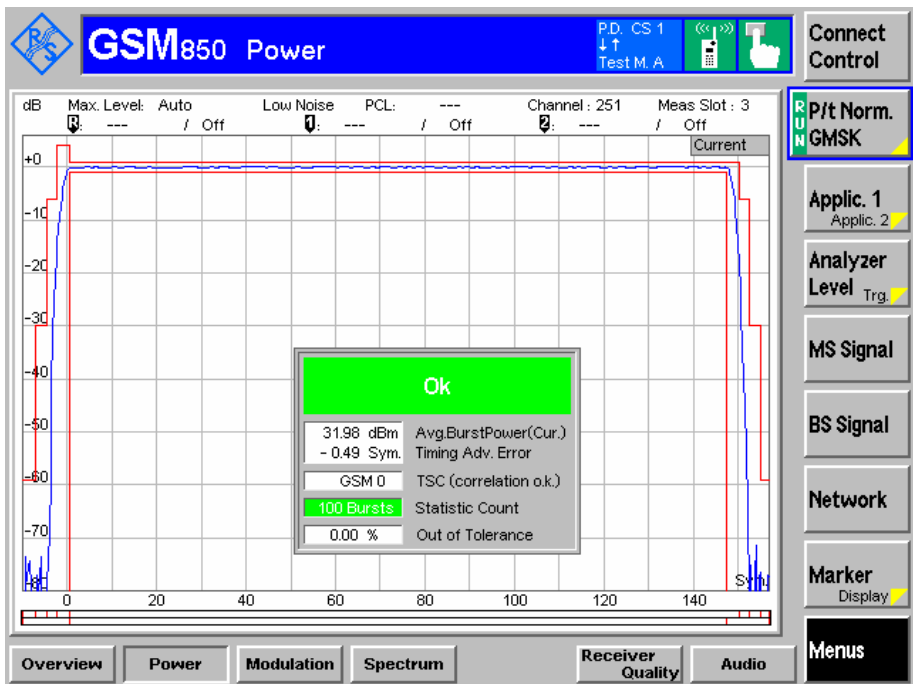 R&S
GSM850 Power
P.D. CS 1
↓↑
Test M. A
Connect Control
dB Max. Level: Auto Low Noise PCL: --- Channel : 251 Meas Slot : 3
R: --- / Off 1: --- / Off 2: --- / Off
Current
+0
-10
-20
-30
-40
-50
-60
-70
Sym.
0 20 40 60 80 100 120 140
Ok
31.98 dBm Avg.BurstPower(Cur.)
- 0.49 Sym. Timing Adv. Error
GSM 0 TSC (correlation o.k.)
100 Bursts Statistic Count
0.00 % Out of Tolerance
RUN
P/t Norm.
GMSK
Applic. 1
Applic. 2
Analyzer
Level Trg.
MS Signal
BS Signal
Network
Marker
Display
Menus
Overview Power Modulation Spectrum Receiver Quality Audio